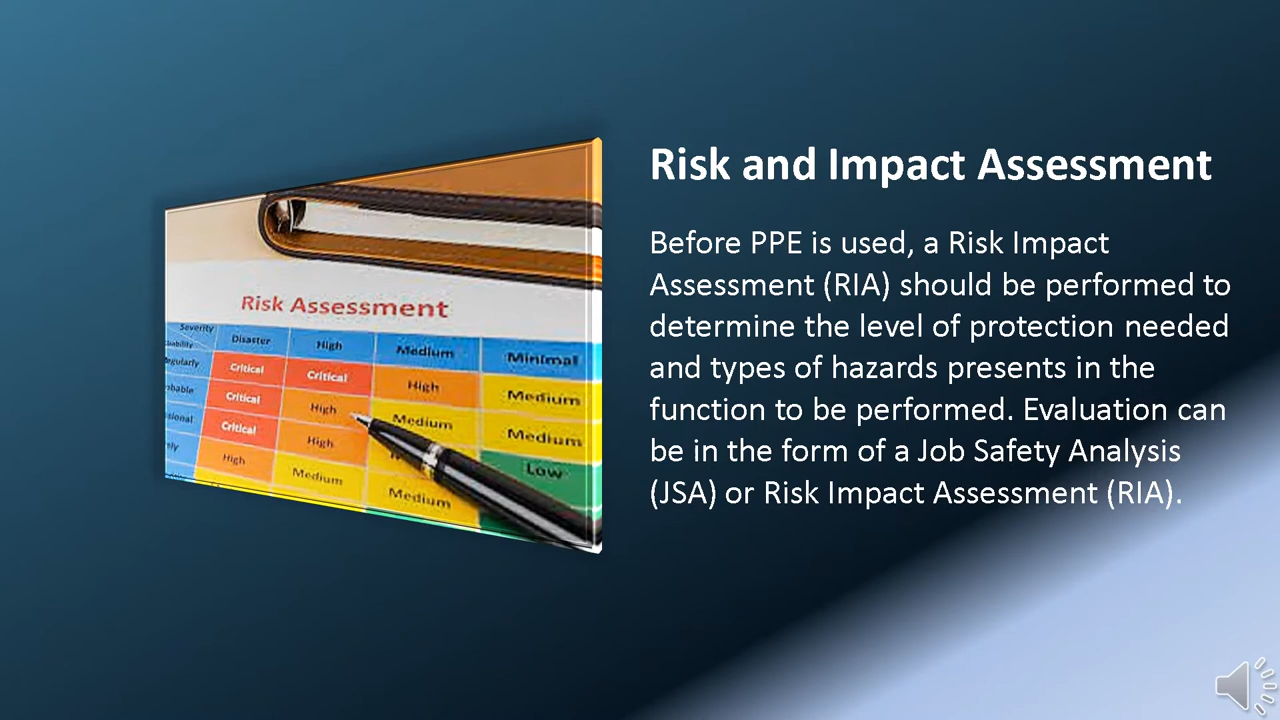 Risk and Impact Assessment
Before PPE is used, a Risk Impact
Assessment (RIA) should be performed to
determine the level of protection needed
and types of hazards presents in the
function to be performed. Evaluation can
be in the form of a Job Safety Analysis
(JSA) or Risk Impact Assessment (RIA).
Risk Assessment
Severity
Disaster High Medium Minimal
Critical Critical High Medium
Critical High Medium Medium
Critical High Low
High Medium Medium